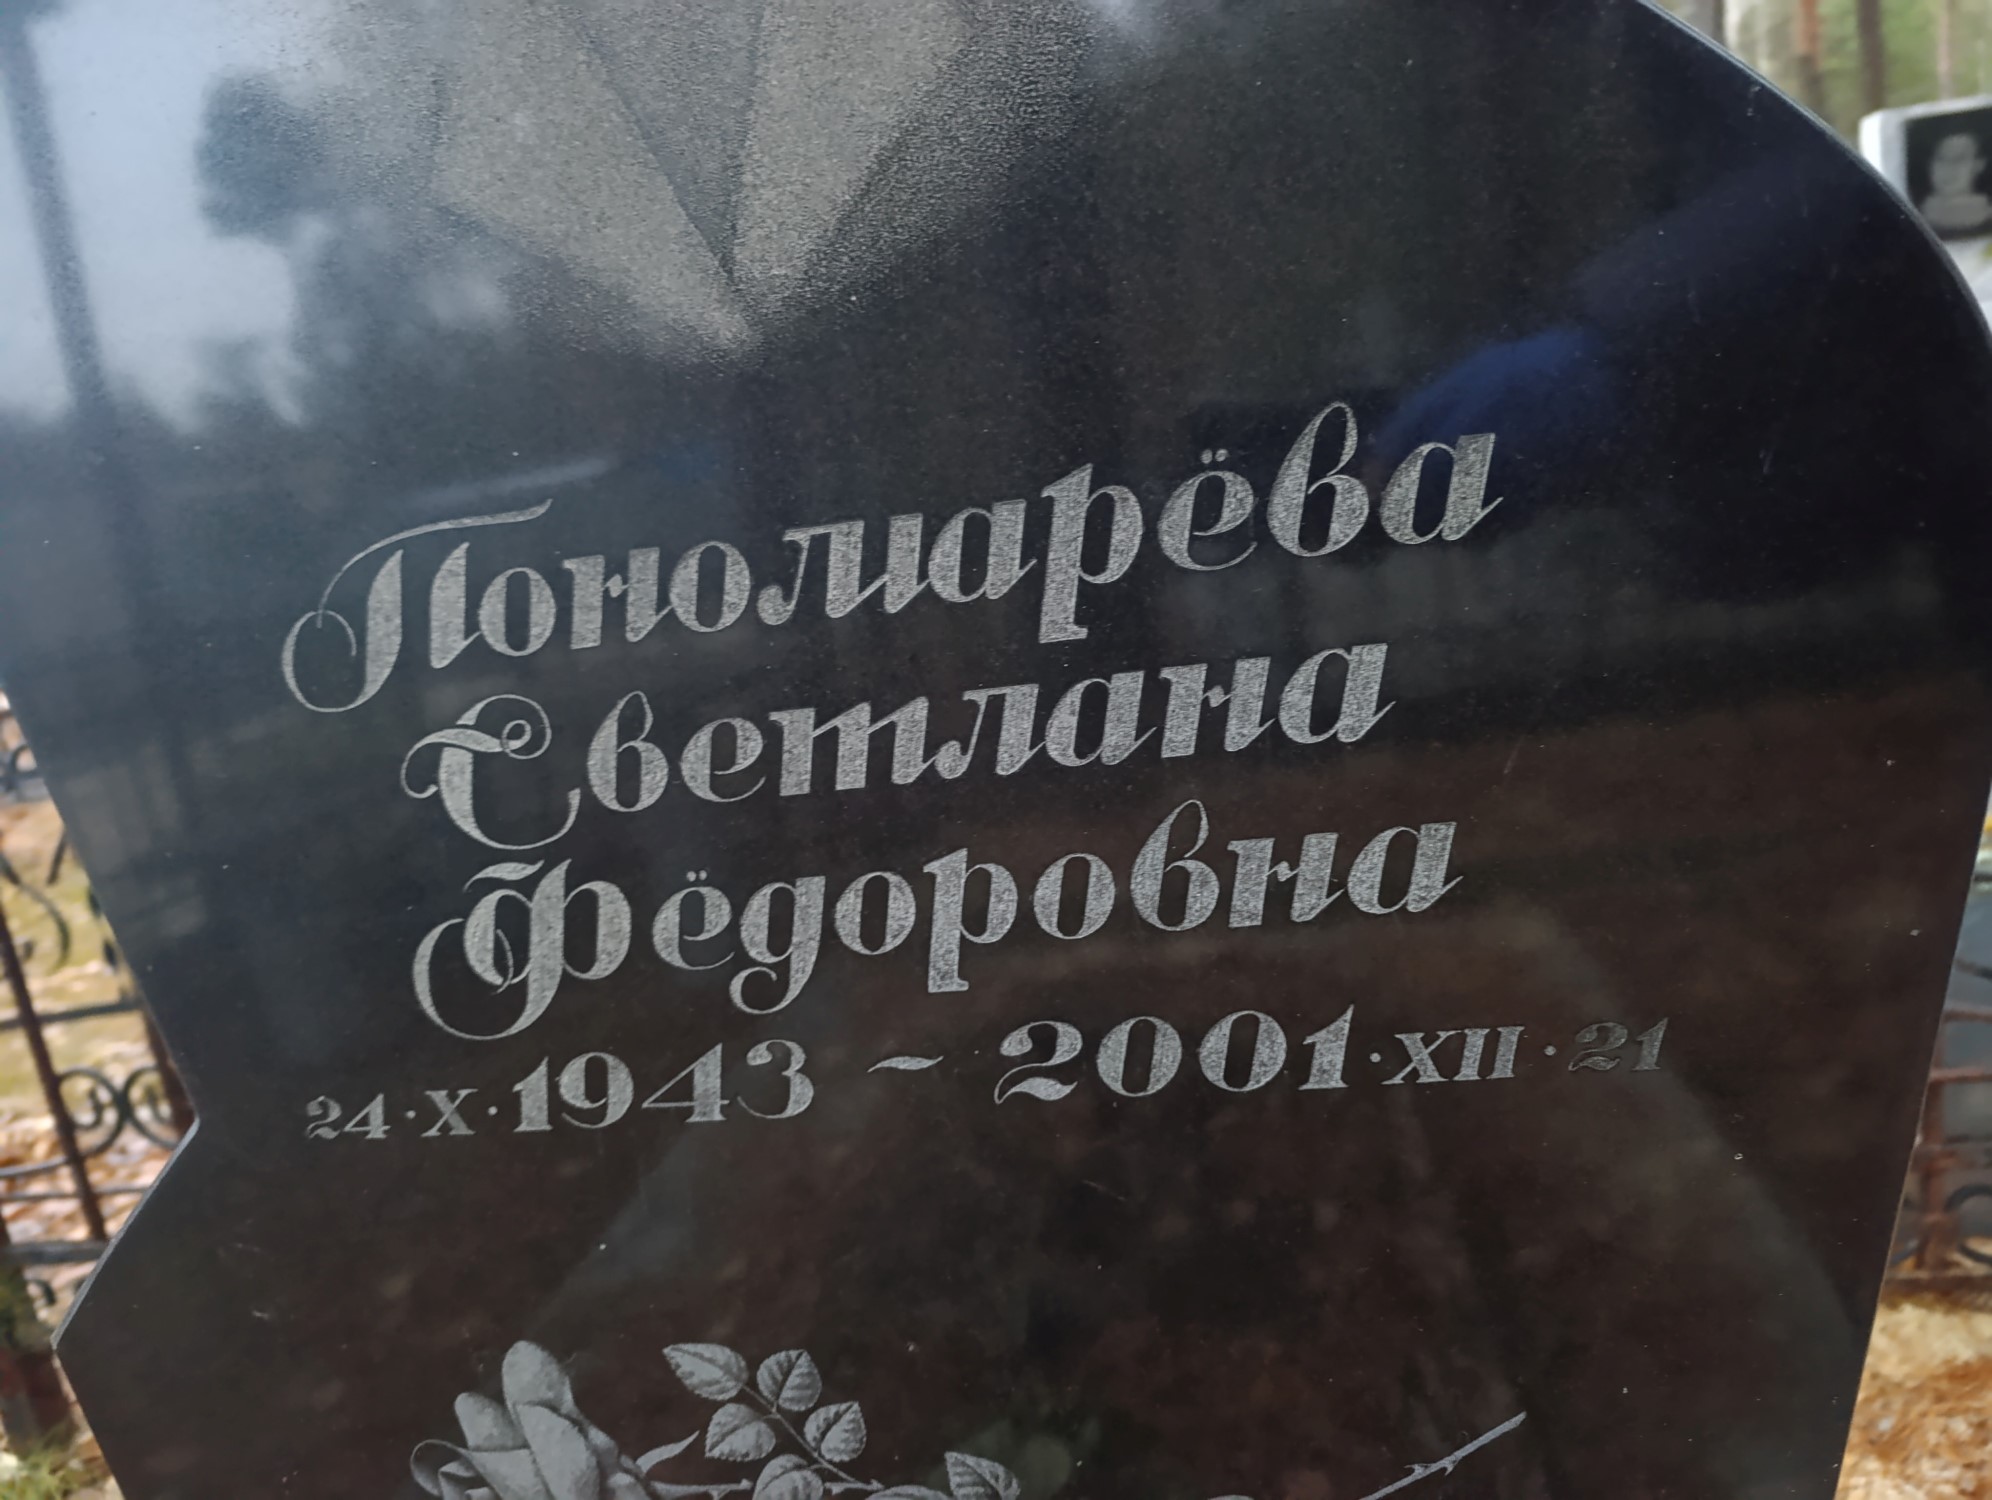 Пономарёва
Светлана
Фёдоровна
24·X·1943 ~ 2001·XII·21